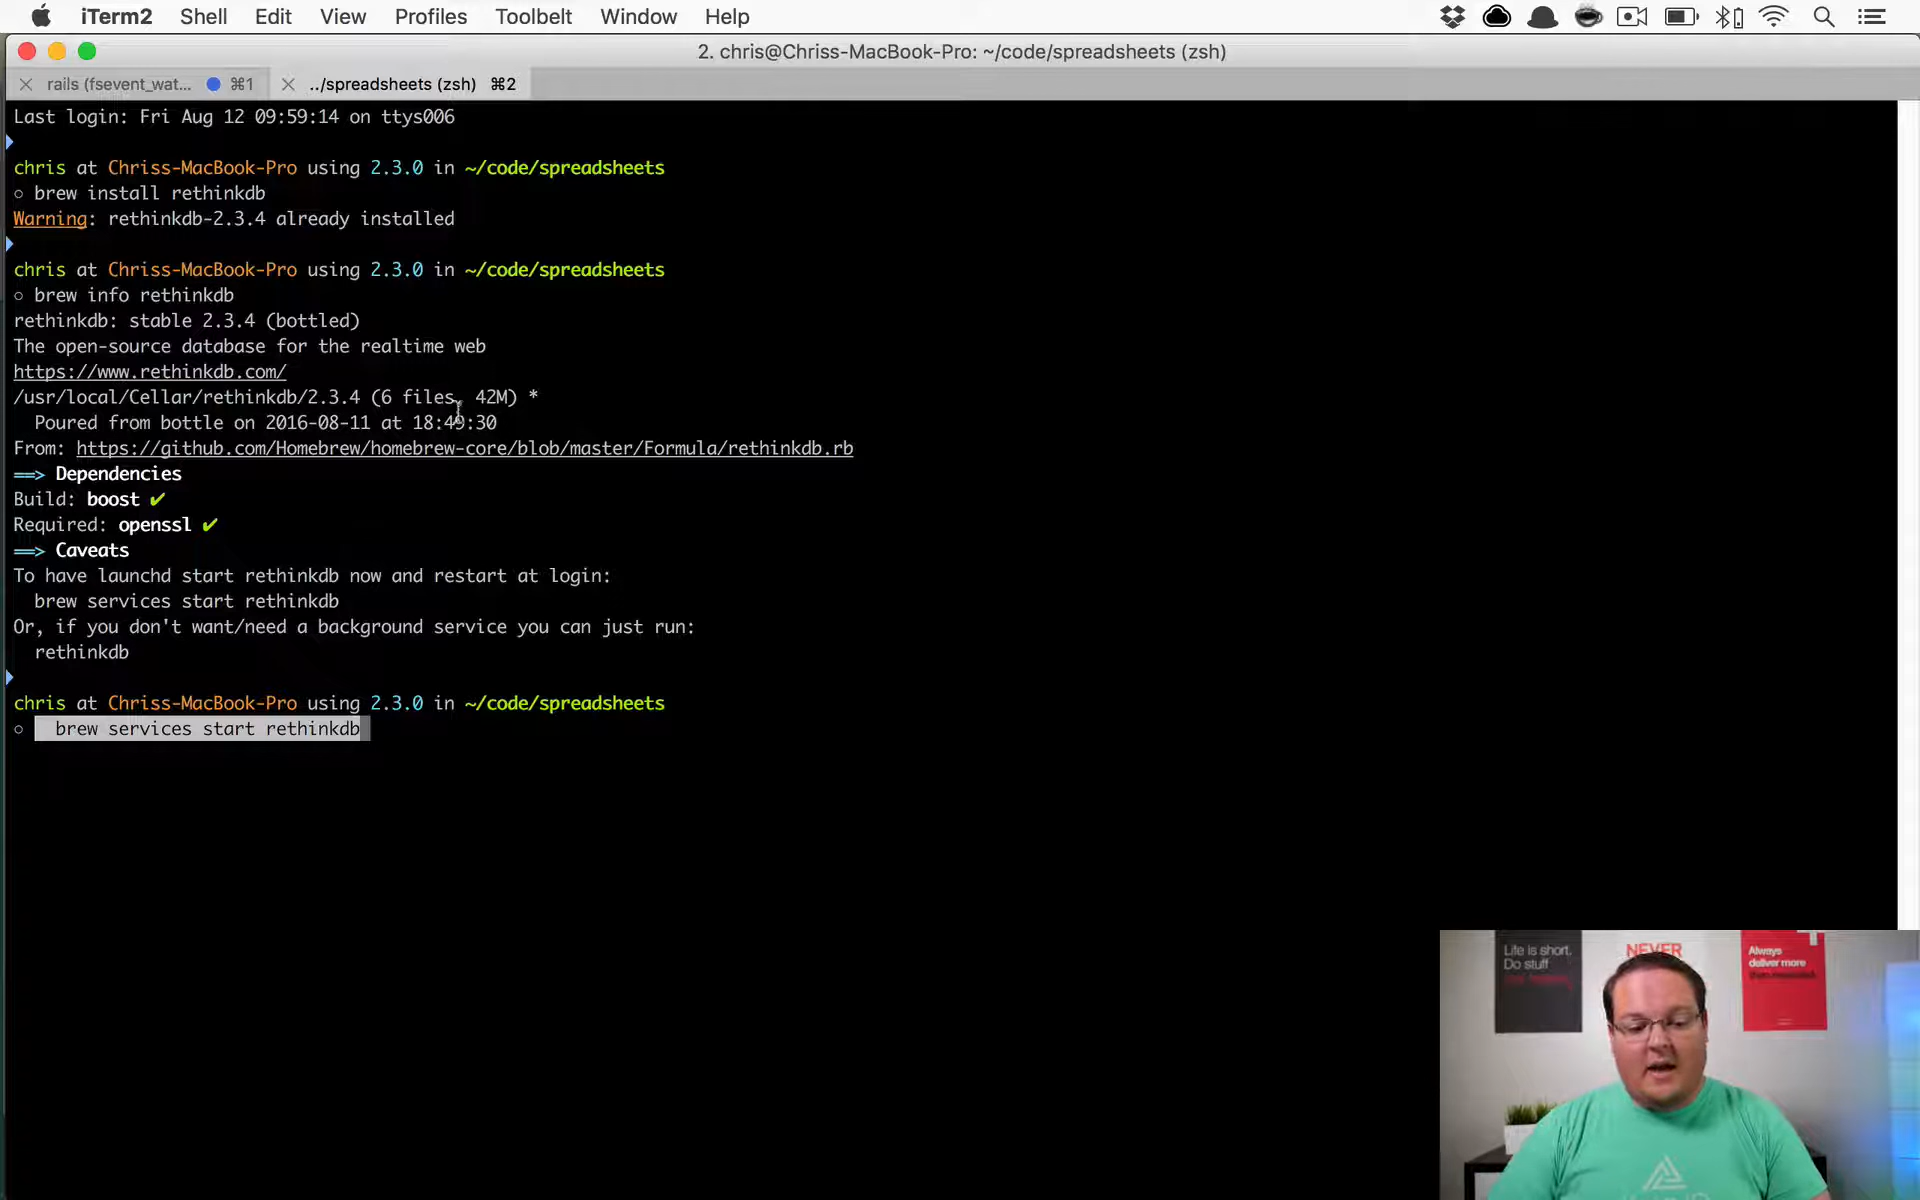 iTerm2 Shell Edit View Profiles Toolbelt Window Help
2. chris@Chriss-MacBook-Pro: ~/code/spreadsheets (zsh)
rails (fsevent_wat... ⌘1 ../spreadsheets (zsh) ⌘2
Last login: Fri Aug 12 09:59:14 on ttys006
chris at Chriss-MacBook-Pro using 2.3.0 in ~/code/spreadsheets
○ brew install rethinkdb
Warning: rethinkdb-2.3.4 already installed
chris at Chriss-MacBook-Pro using 2.3.0 in ~/code/spreadsheets
○ brew info rethinkdb
rethinkdb: stable 2.3.4 (bottled)
The open-source database for the realtime web
https://www.rethinkdb.com/
/usr/local/Cellar/rethinkdb/2.3.4 (6 files, 42M) *
Poured from bottle on 2016-08-11 at 18:49:30
From: https://github.com/Homebrew/homebrew-core/blob/master/Formula/rethinkdb.rb
==> Dependencies
Build: boost ✔
Required: openssl ✔
==> Caveats
To have launchd start rethinkdb now and restart at login:
brew services start rethinkdb
Or, if you don't want/need a background service you can just run:
rethinkdb
chris at Chriss-MacBook-Pro using 2.3.0 in ~/code/spreadsheets
○ brew services start rethinkdb
Life is short.
Do stuff
NEVER
Always
deliver more